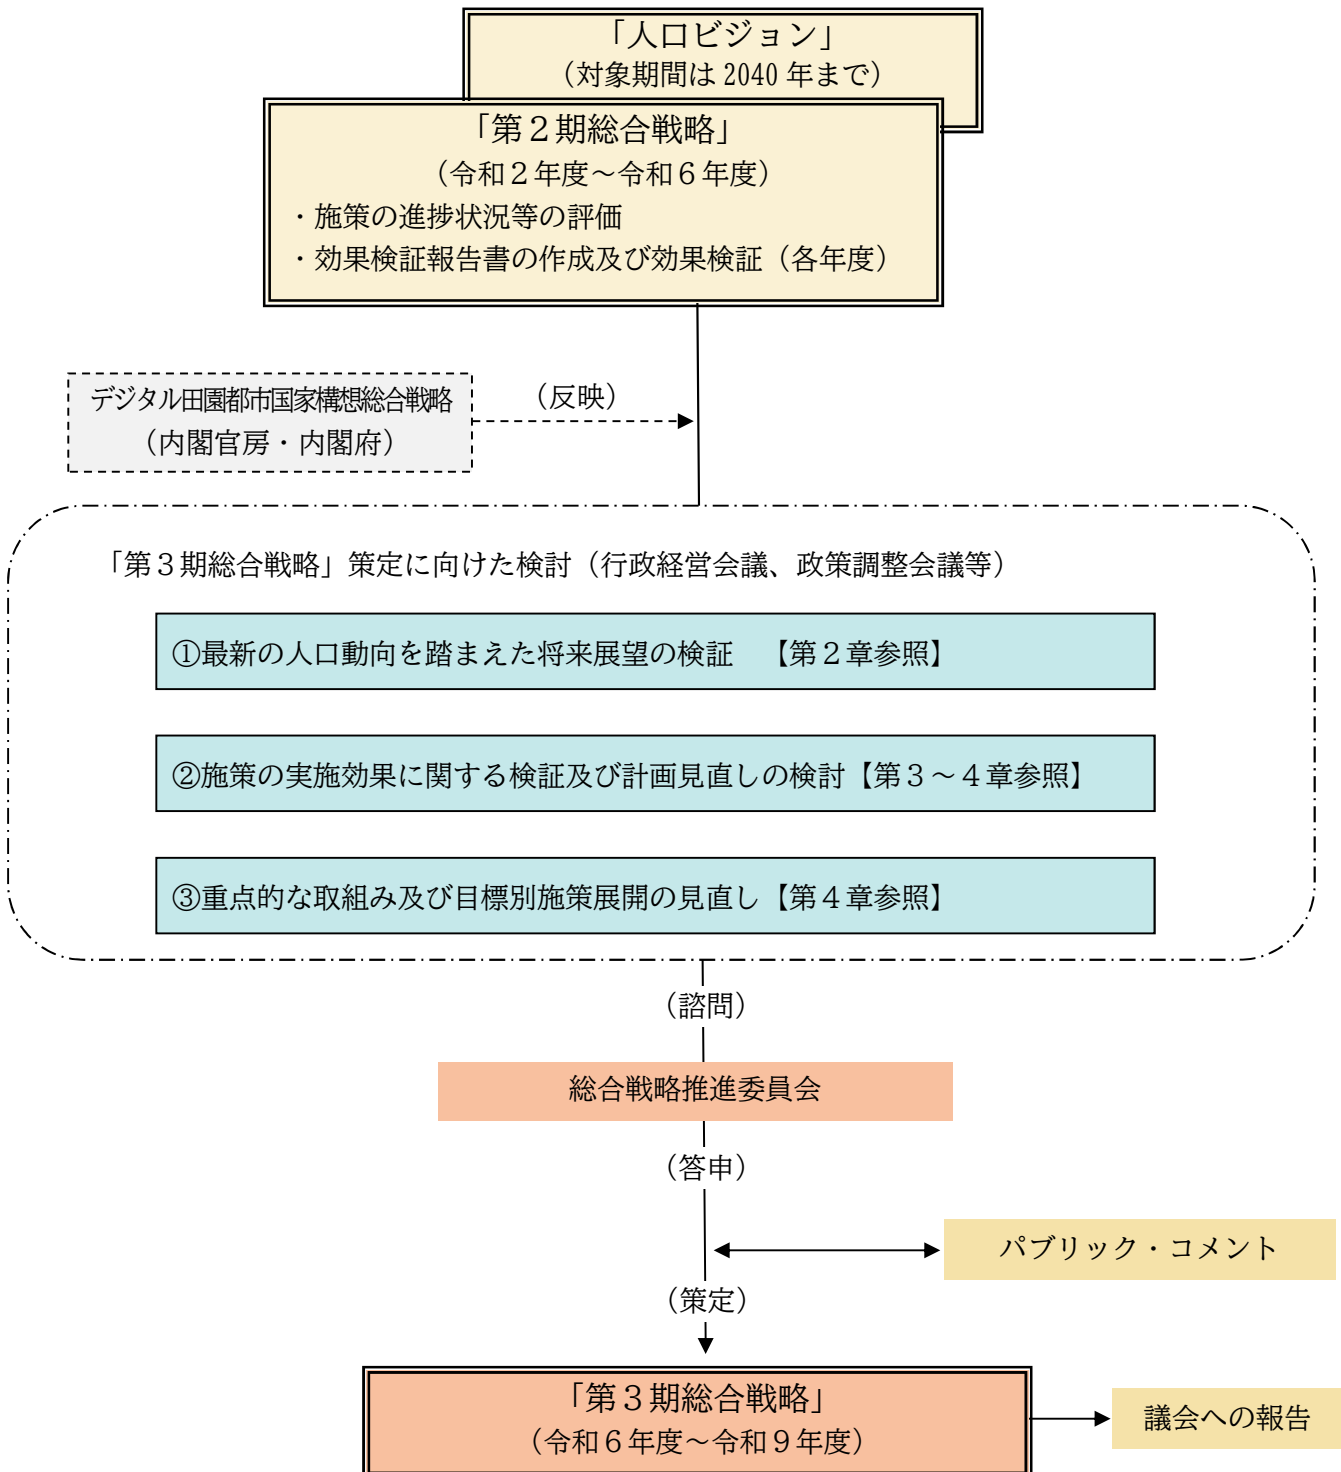 「人口ビジョン」
（対象期間は 2040 年まで）
「第２期総合戦略」
（令和２年度～令和６年度）
・施策の進捗状況等の評価
・効果検証報告書の作成及び効果検証（各年度）
デジタル田園都市国家構想総合戦略
（内閣官房・内閣府）
（反映）
「第３期総合戦略」策定に向けた検討（行政経営会議、政策調整会議等）
①最新の人口動向を踏まえた将来展望の検証　【第２章参照】
②施策の実施効果に関する検証及び計画見直しの検討【第３～４章参照】
③重点的な取組み及び目標別施策展開の見直し【第４章参照】
（諮問）
総合戦略推進委員会
（答申）
パブリック・コメント
（策定）
「第３期総合戦略」
（令和６年度～令和９年度）
議会への報告